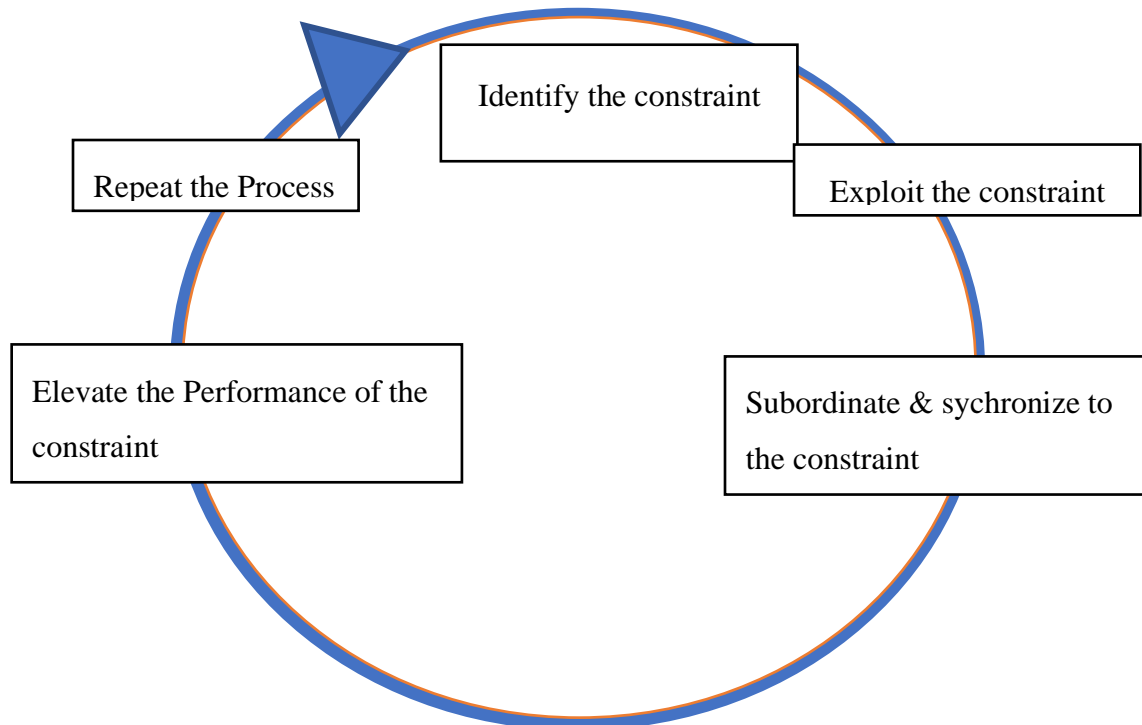 Identify the constraint
Exploit the constraint
Subordinate & sychronize to
the constraint
Elevate the Performance of the
constraint
Repeat the Process